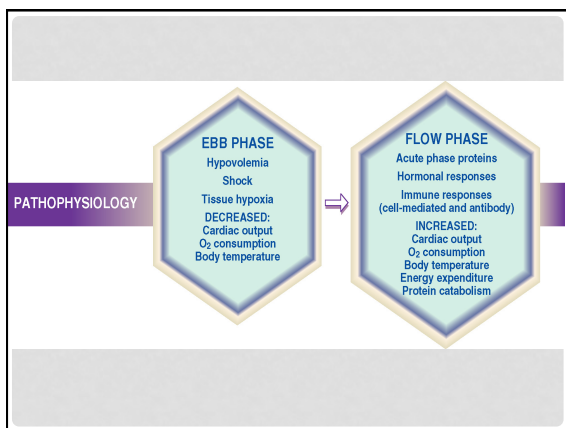 PATHOPHYSIOLOGY
EBB PHASE
Hypovolemia
Shock
Tissue hypoxia
DECREASED:
Cardiac output
O₂ consumption
Body temperature
FLOW PHASE
Acute phase proteins
Hormonal responses
Immune responses
(cell-mediated and antibody)
INCREASED:
Cardiac output
O₂ consumption
Body temperature
Energy expenditure
Protein catabolism